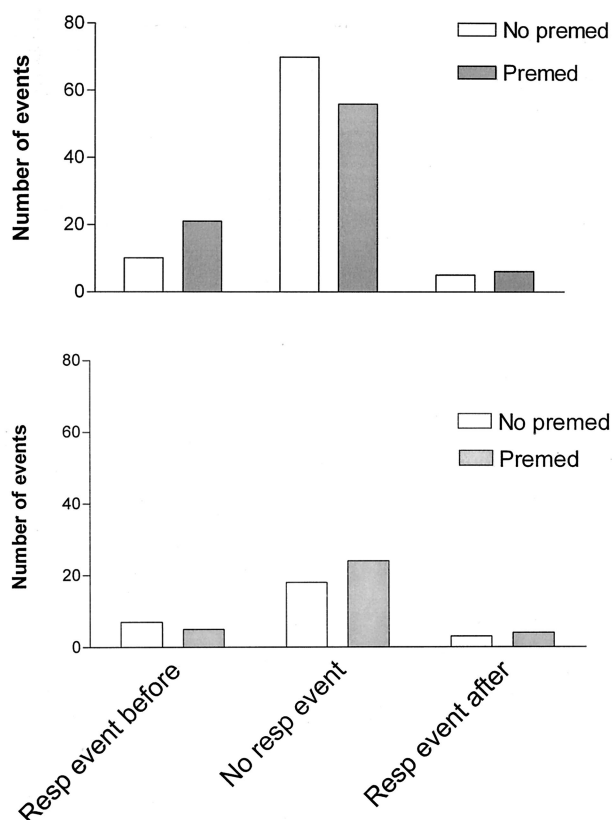 80
60
40
20
0
Number of events
No premed
Premed
80
60
40
20
0
Number of events
No premed
Premed
Resp event before
No resp event
Resp event after